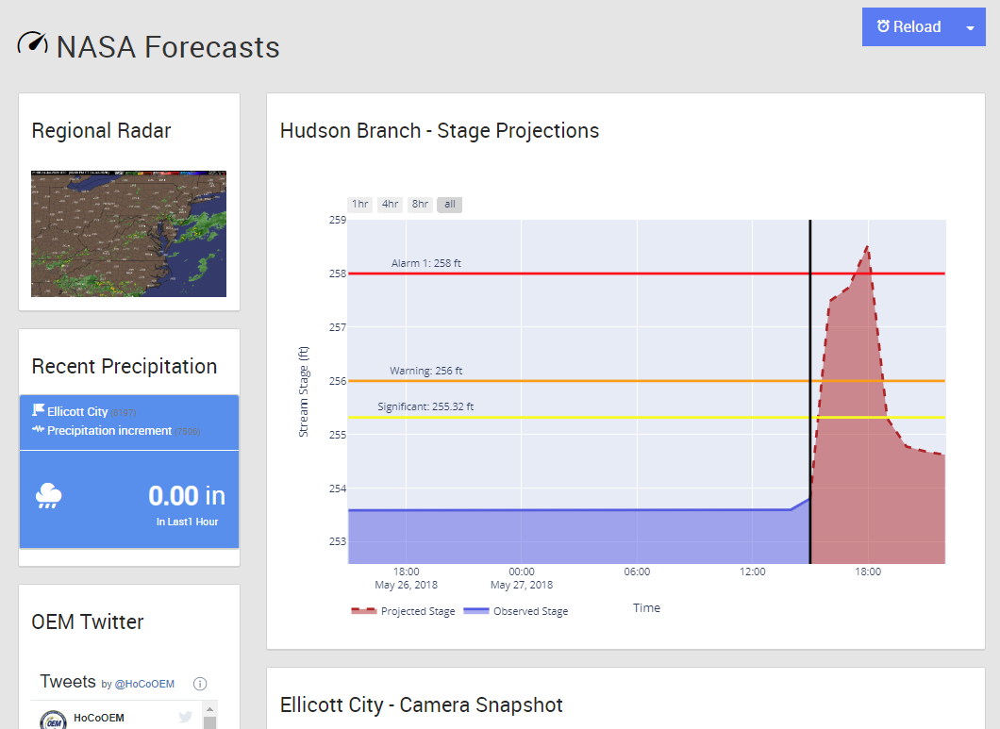 NASA Forecasts
Reload
Regional Radar
Recent Precipitation
Ellicott City (6197)
Precipitation increment
0.00 in
In Last 1 Hour
OEM Twitter
Tweets by @HoCoOEM
OEM
HoCoOEM
Hudson Branch - Stage Projections
1hr 4hr 8hr all
259
258
257
256
255
254
253
Stream Stage (ft)
Alarm 1: 258 ft
Warning: 256 ft
Significant: 255.32 ft
18:00 00:00 06:00 12:00 18:00
May 26, 2018 May 27, 2018
Time
Projected Stage Observed Stage
Ellicott City - Camera Snapshot